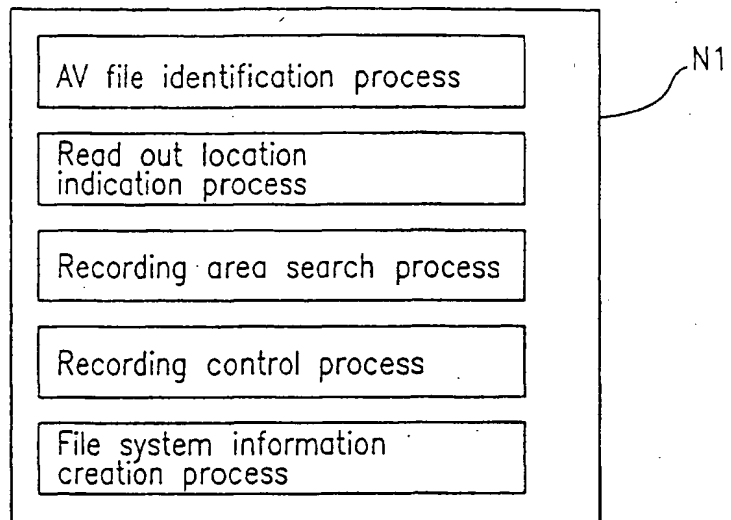 AV file identification process
N1
Read out location
indication process
Recording area search process
Recording control process
File system information
creation process